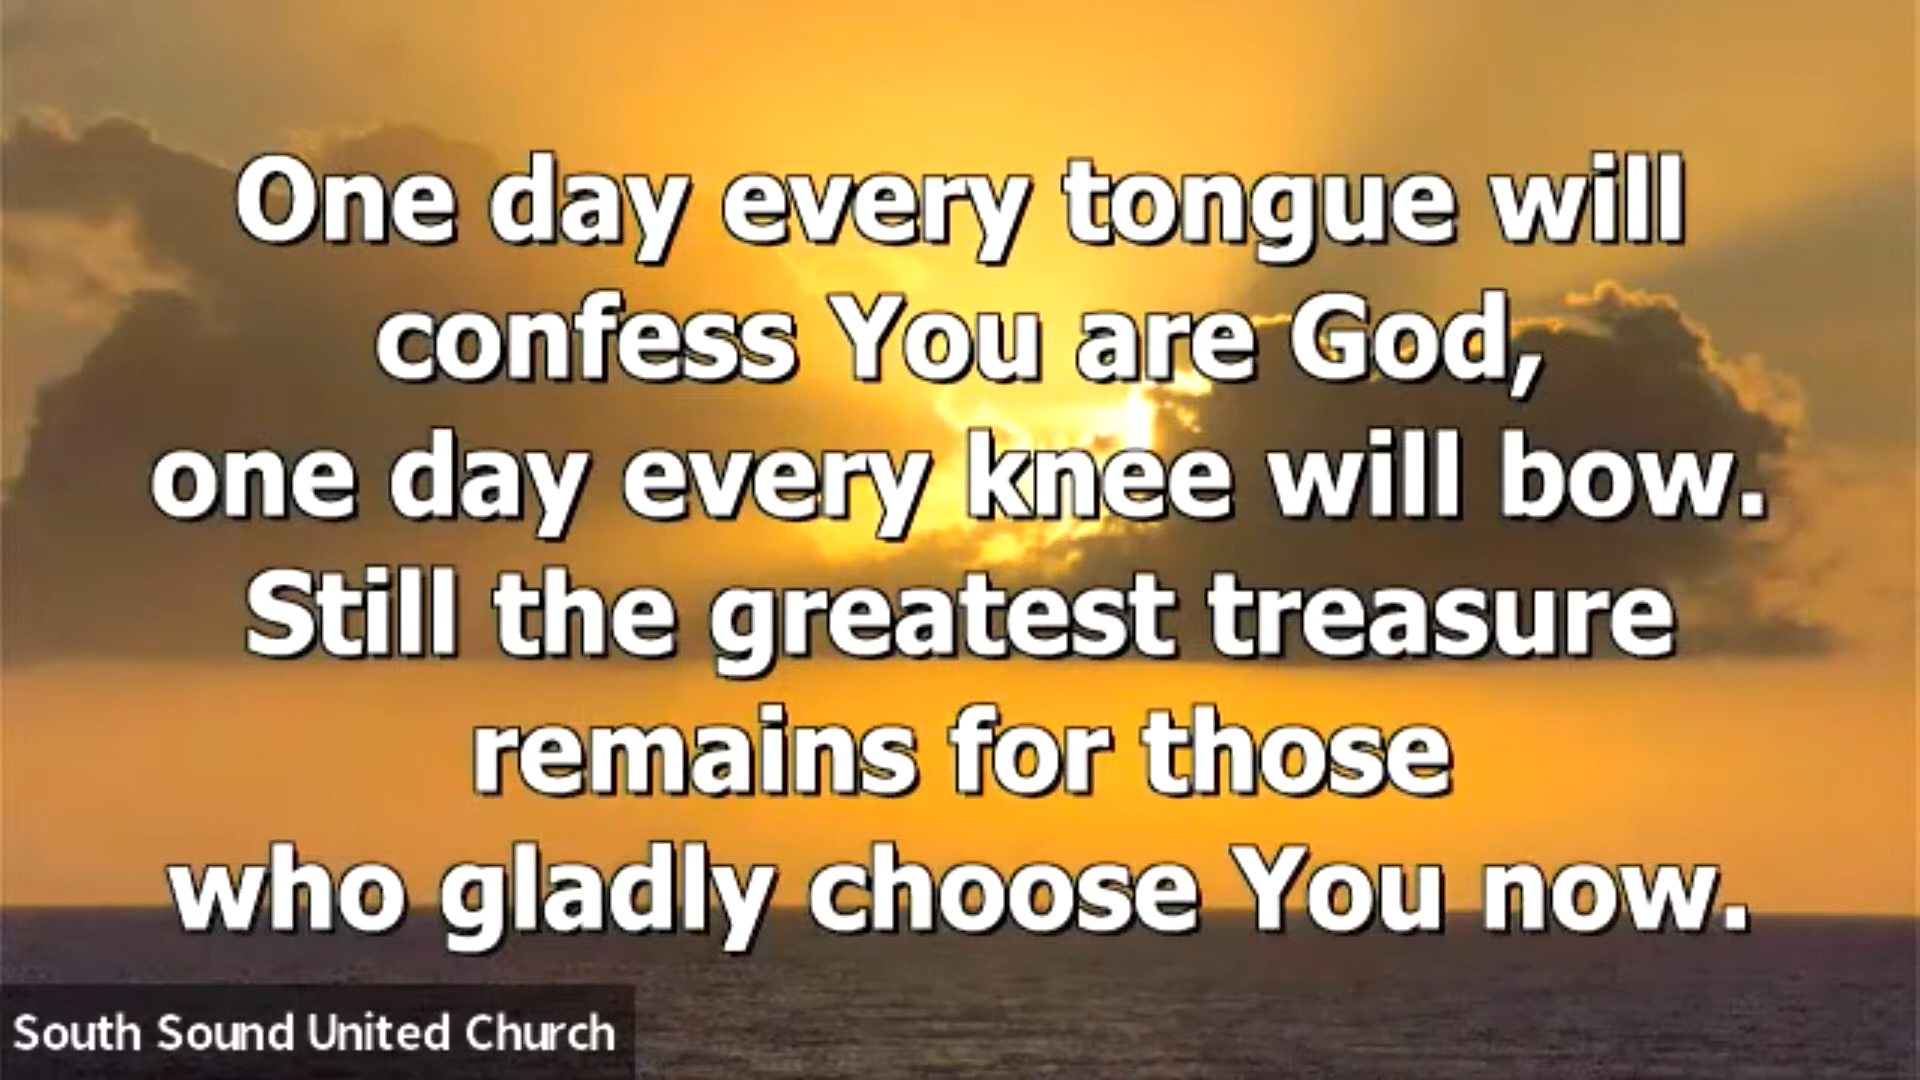 One day every tongue will
confess You are God,
one day every knee will bow.
Still the greatest treasure
remains for those
who gladly choose You now.
South Sound United Church